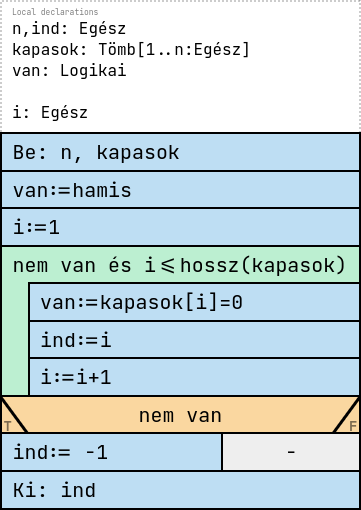 Local declarations
n,ind: Egész
kapasok: Tömb[1..n:Egész]
van: Logikai
i: Egész
Be: n, kapasok
van:=hamis
i:=1
nem van és i<=hossz(kapasok)
van:=kapasok[i]=0
ind:=i
i:=i+1
nem van
T F
ind:= -1 -
Ki: ind